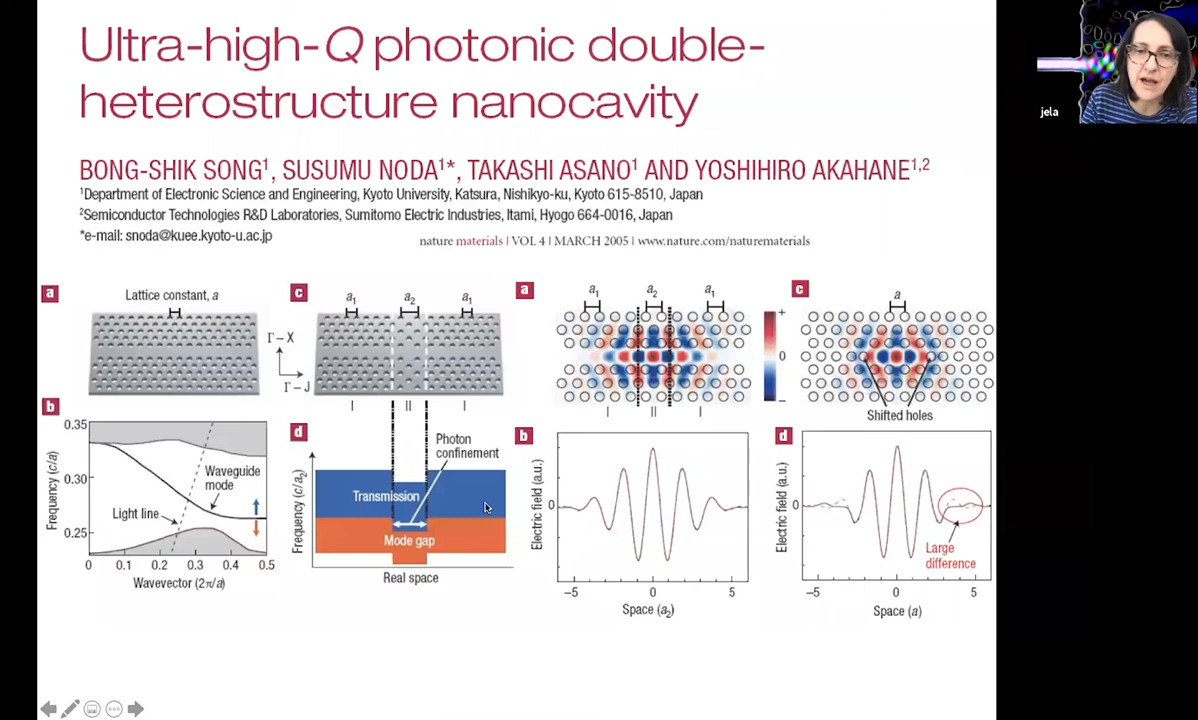 Ultra-high-Q photonic double-
heterostructure nanocavity
BONG-SHIK SONG¹, SUSUMU NODA¹*, TAKASHI ASANO¹ AND YOSHIHIRO AKAHANE¹,²
¹Department of Electronic Science and Engineering, Kyoto University, Katsura, Nishikyo-ku, Kyoto 615-8510, Japan
²Semiconductor Technologies R&D Laboratories, Sumitomo Electric Industries, Itami, Hyogo 664-0016, Japan
*e-mail: snoda@kuee.kyoto-u.ac.jp
nature materials | VOL 4 | MARCH 2005 | www.nature.com/naturematerials
jela
a
Lattice constant, a
Γ – X
Γ – J
b
Frequency (c/a)
0.35
0.30
0.25
Waveguide
mode
Light line
0 0.1 0.2 0.3 0.4 0.5
Wavevector (2π/a)
c
a₁ a₂ a₁
I II I
d
Photon
confinement
Frequency (c/a₂)
Transmission
Mode gap
Real space
a
a₁ a₂ a₁
I II I
+
0
–
b
Electric field (a.u.)
0
–5 0 5
Space (a₂)
c
a
Shifted holes
d
Electric field (a.u.)
0
Large
difference
–5 0 5
Space (a)